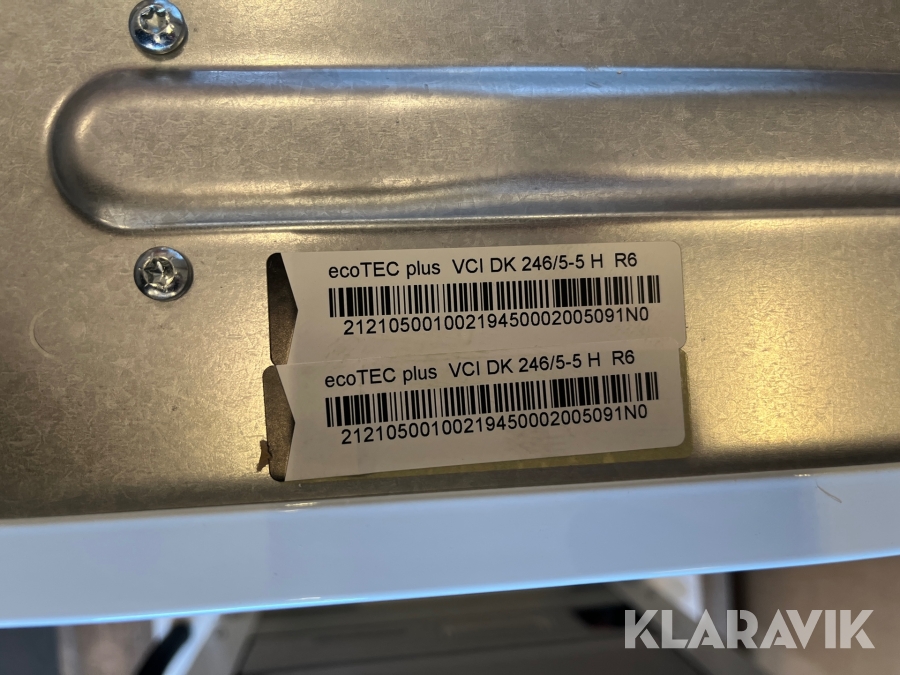 ecoTEC plus VCI DK 246/5-5 H R6
21210500100219450002005091N0
ecoTEC plus VCI DK 246/5-5 H R6
21210500100219450002005091N0
KLARAVIK